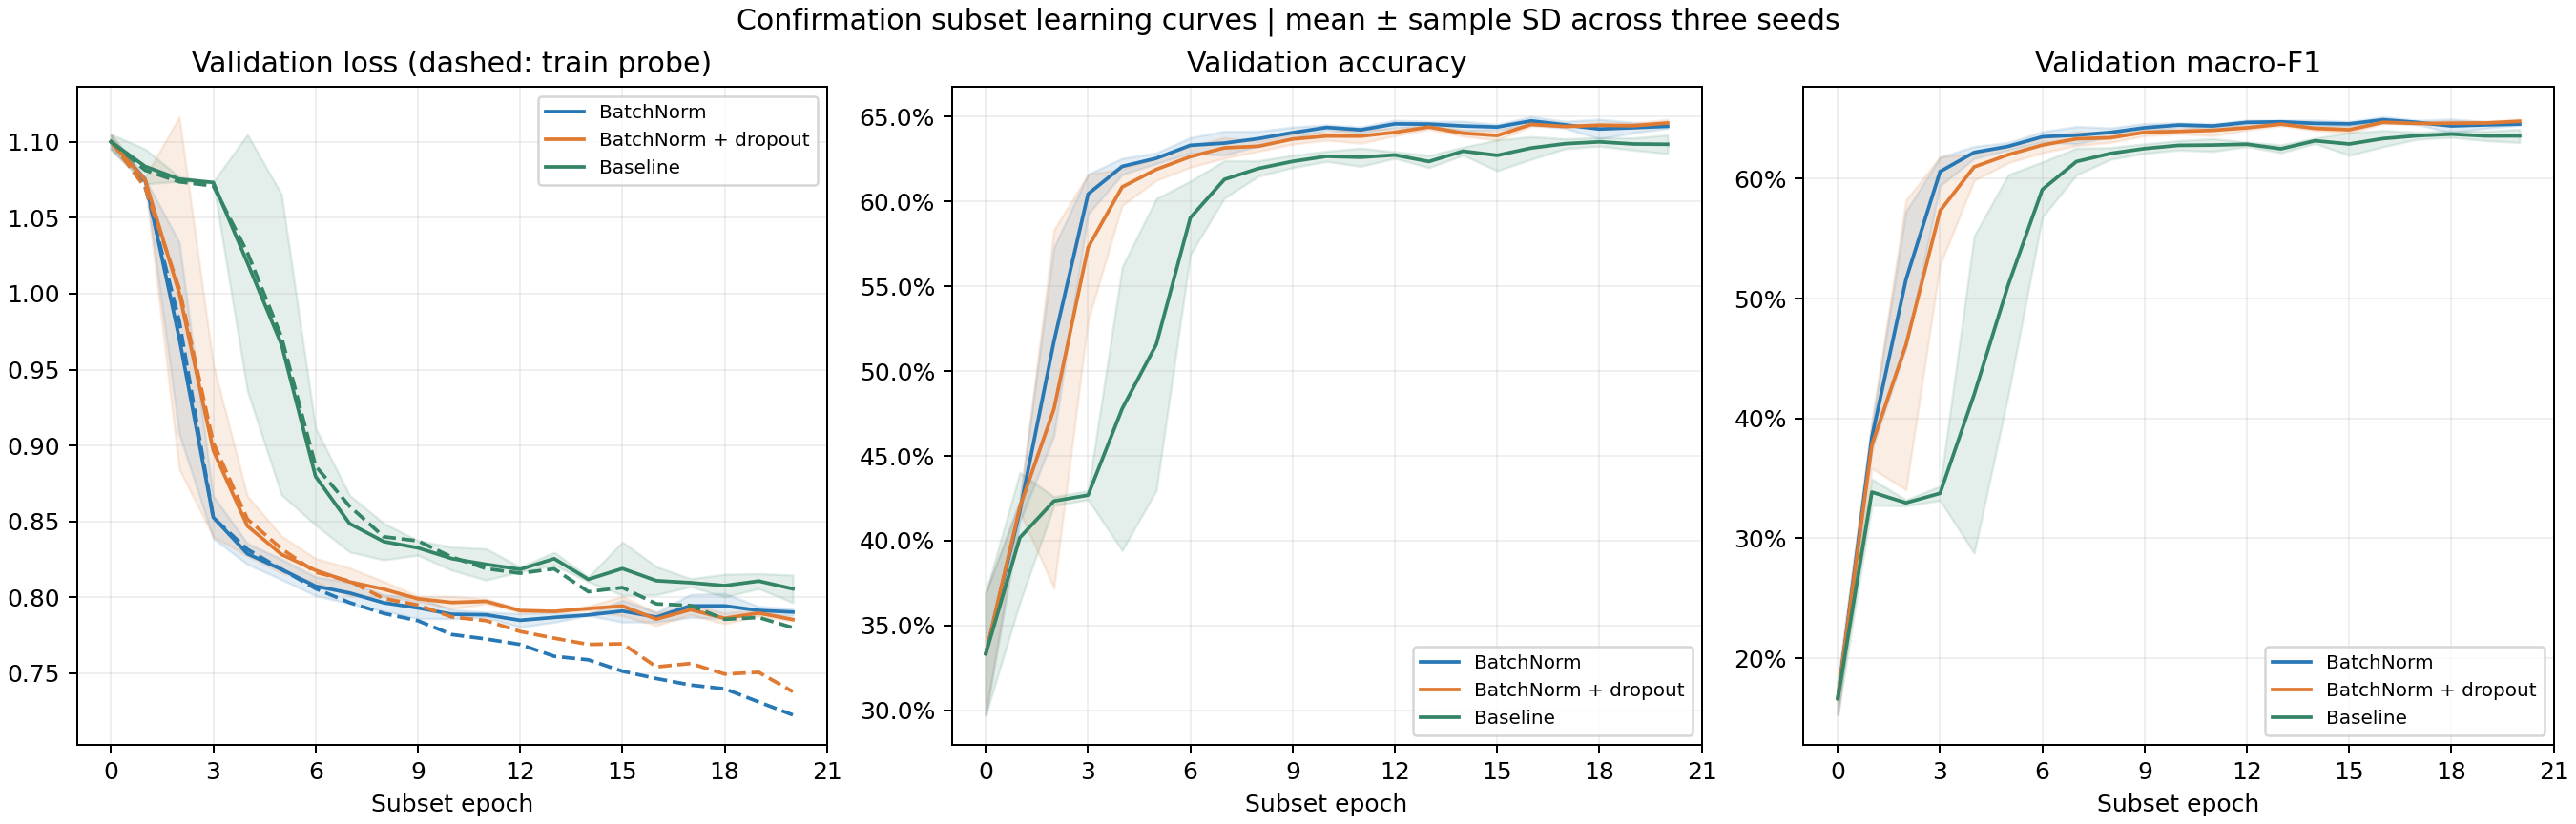 Confirmation subset learning curves | mean ± sample SD across three seeds
Validation loss (dashed: train probe)
1.10
1.05
1.00
0.95
0.90
0.85
0.80
0.75
BatchNorm
BatchNorm + dropout
Baseline
0 3 6 9 12 15 18 21
Subset epoch
Validation accuracy
65.0%
60.0%
55.0%
50.0%
45.0%
40.0%
35.0%
30.0%
BatchNorm
BatchNorm + dropout
Baseline
0 3 6 9 12 15 18 21
Subset epoch
Validation macro-F1
60%
50%
40%
30%
20%
BatchNorm
BatchNorm + dropout
Baseline
0 3 6 9 12 15 18 21
Subset epoch